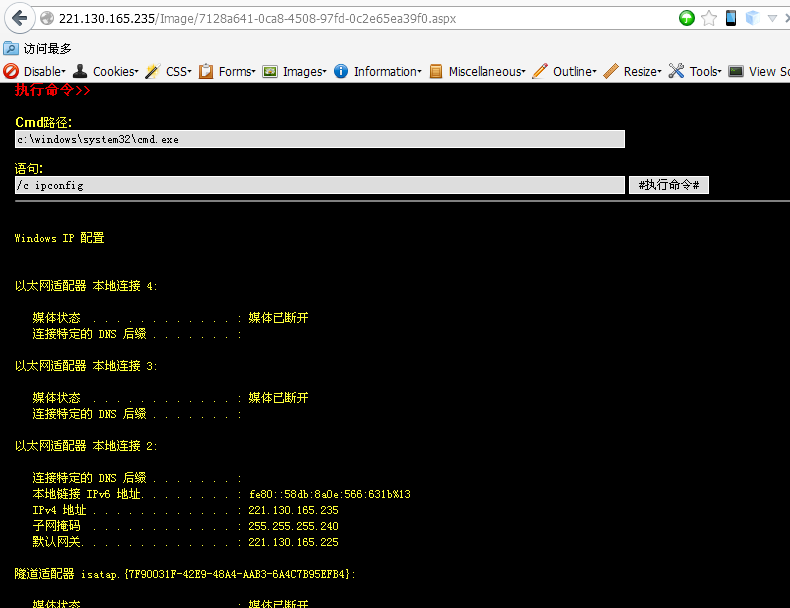 221.130.165.235/Image/7128a641-0ca8-4508-97fd-0c2e65ea39f0.aspx
访问最多
Disable Cookies CSS Forms Images Information Miscellaneous Outline Resize Tools View So
执行命令>>
Cmd路径:
c:\windows\system32\cmd.exe
语句:
/c ipconfig #执行命令#
Windows IP 配置
以太网适配器 本地连接 4:
媒体状态 . . . . . . . . . . . . : 媒体已断开
连接特定的 DNS 后缀 . . . . . . . :
以太网适配器 本地连接 3:
媒体状态 . . . . . . . . . . . . : 媒体已断开
连接特定的 DNS 后缀 . . . . . . . :
以太网适配器 本地连接 2:
连接特定的 DNS 后缀 . . . . . . . :
本地链接 IPv6 地址. . . . . . . . : fe80::58db:8a0e:566:631b%13
IPv4 地址 . . . . . . . . . . . . : 221.130.165.235
子网掩码 . . . . . . . . . . . . : 255.255.255.240
默认网关. . . . . . . . . . . . . : 221.130.165.225
隧道适配器 isatap.{7F90031F-42E9-48A4-AAB3-6A4C7B95EFB4}:
媒体状态 . . . . . . . . . . . . : 媒体已断开